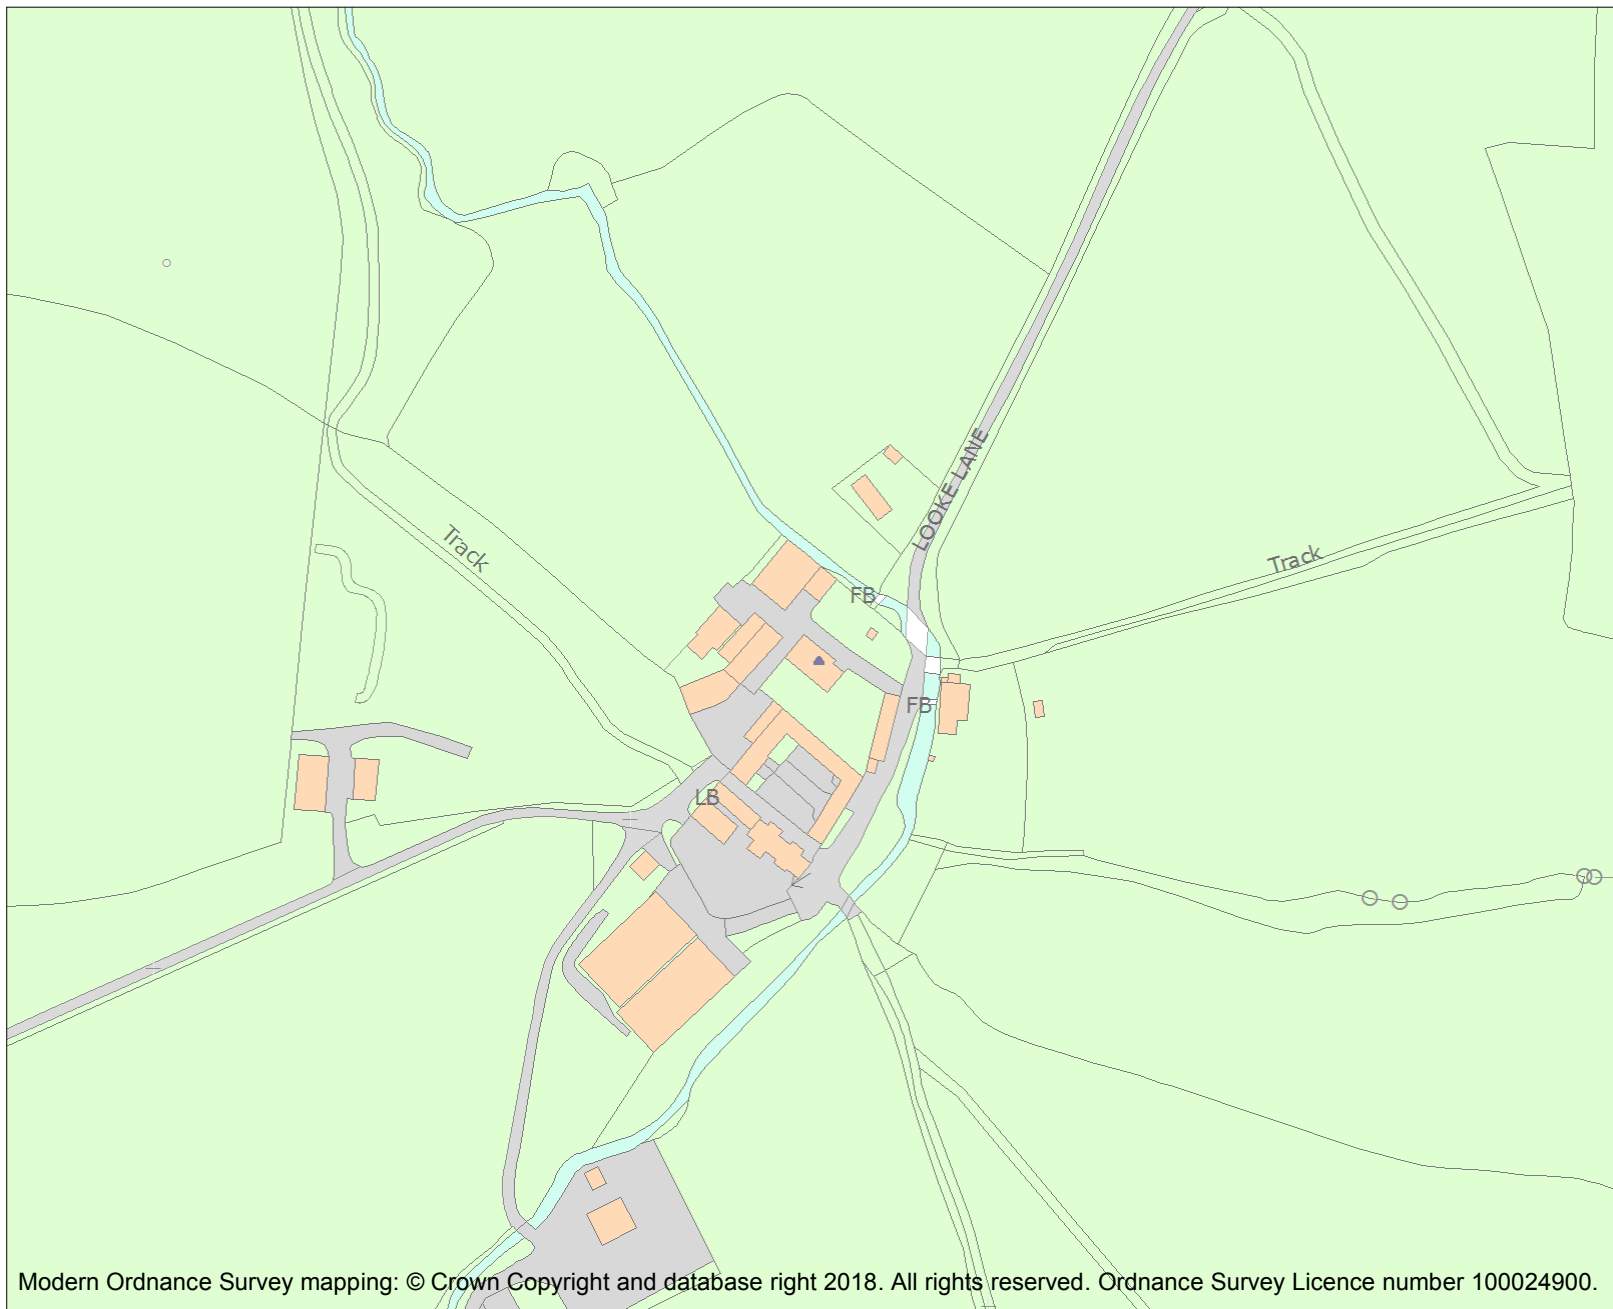 LOOKE LANE
Track
Track
FB
FB
LB
Modern Ordnance Survey mapping: © Crown Copyright and database right 2018. All rights reserved. Ordnance Survey Licence number 100024900.